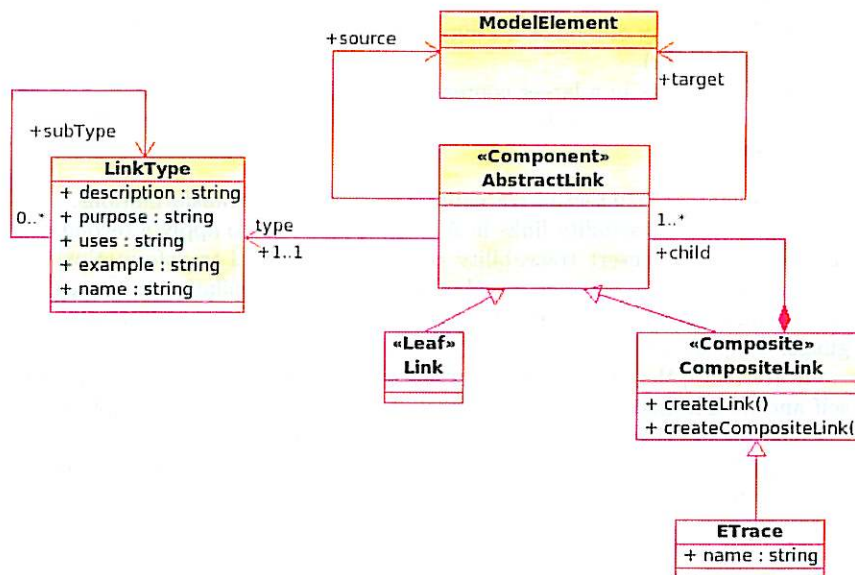 ModelElement
+source
+target
+subType
LinkType
+ description : string
+ purpose : string
+ uses : string
+ example : string
+ name : string
0..*
type
+1..1
«Component»
AbstractLink
1..*
+child
«Leaf»
Link
«Composite»
CompositeLink
+ createLink()
+ createCompositeLink(
ETrace
+ name : string